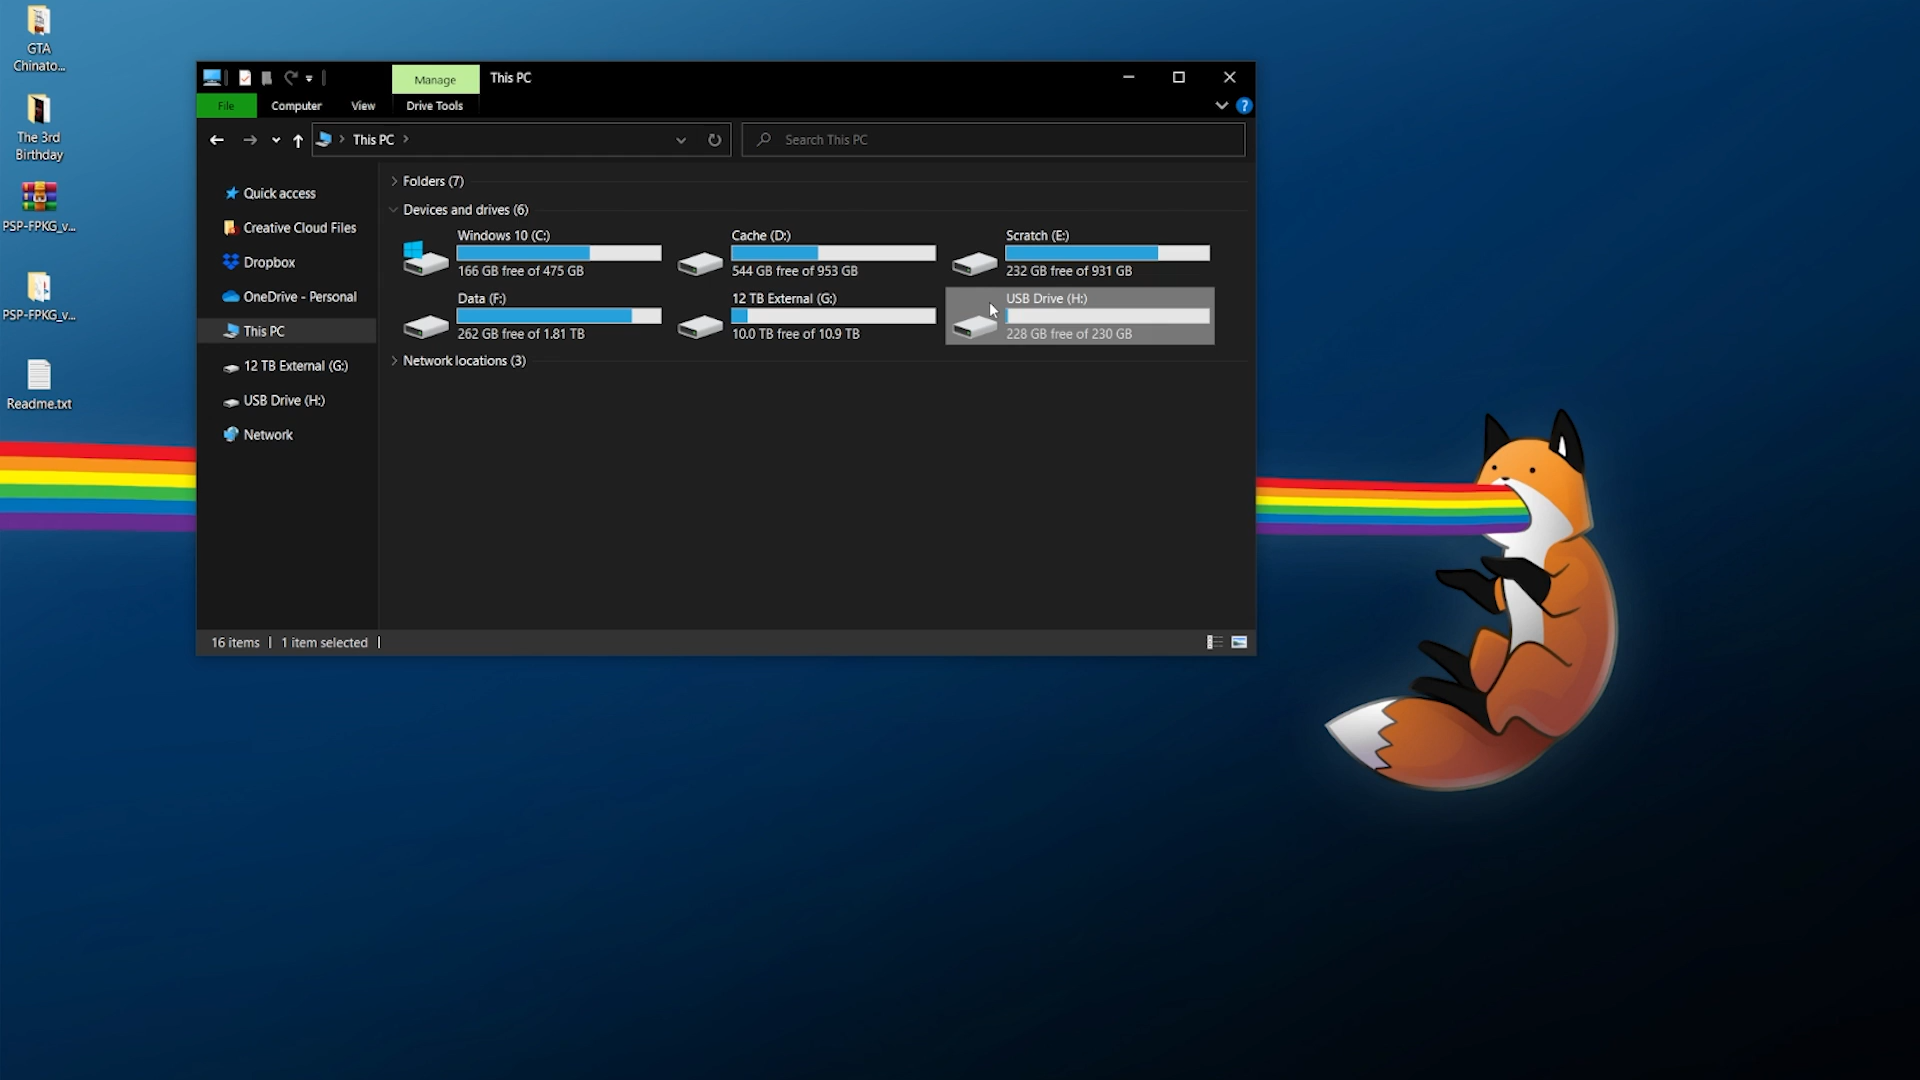 GTA
Chinato...
The 3rd
Birthday
PSP-FPKG_v...
PSP-FPKG_v...
Readme.txt
Manage
This PC
File
Computer
View
Drive Tools
?
This PC
Search This PC
Quick access
Creative Cloud Files
Dropbox
OneDrive - Personal
This PC
12 TB External (G:)
USB Drive (H:)
Network
Folders (7)
Devices and drives (6)
Windows 10 (C:)
166 GB free of 475 GB
Cache (D:)
544 GB free of 953 GB
Scratch (E:)
232 GB free of 931 GB
Data (F:)
262 GB free of 1.81 TB
12 TB External (G:)
10.0 TB free of 10.9 TB
USB Drive (H:)
228 GB free of 230 GB
Network locations (3)
16 items
1 item selected